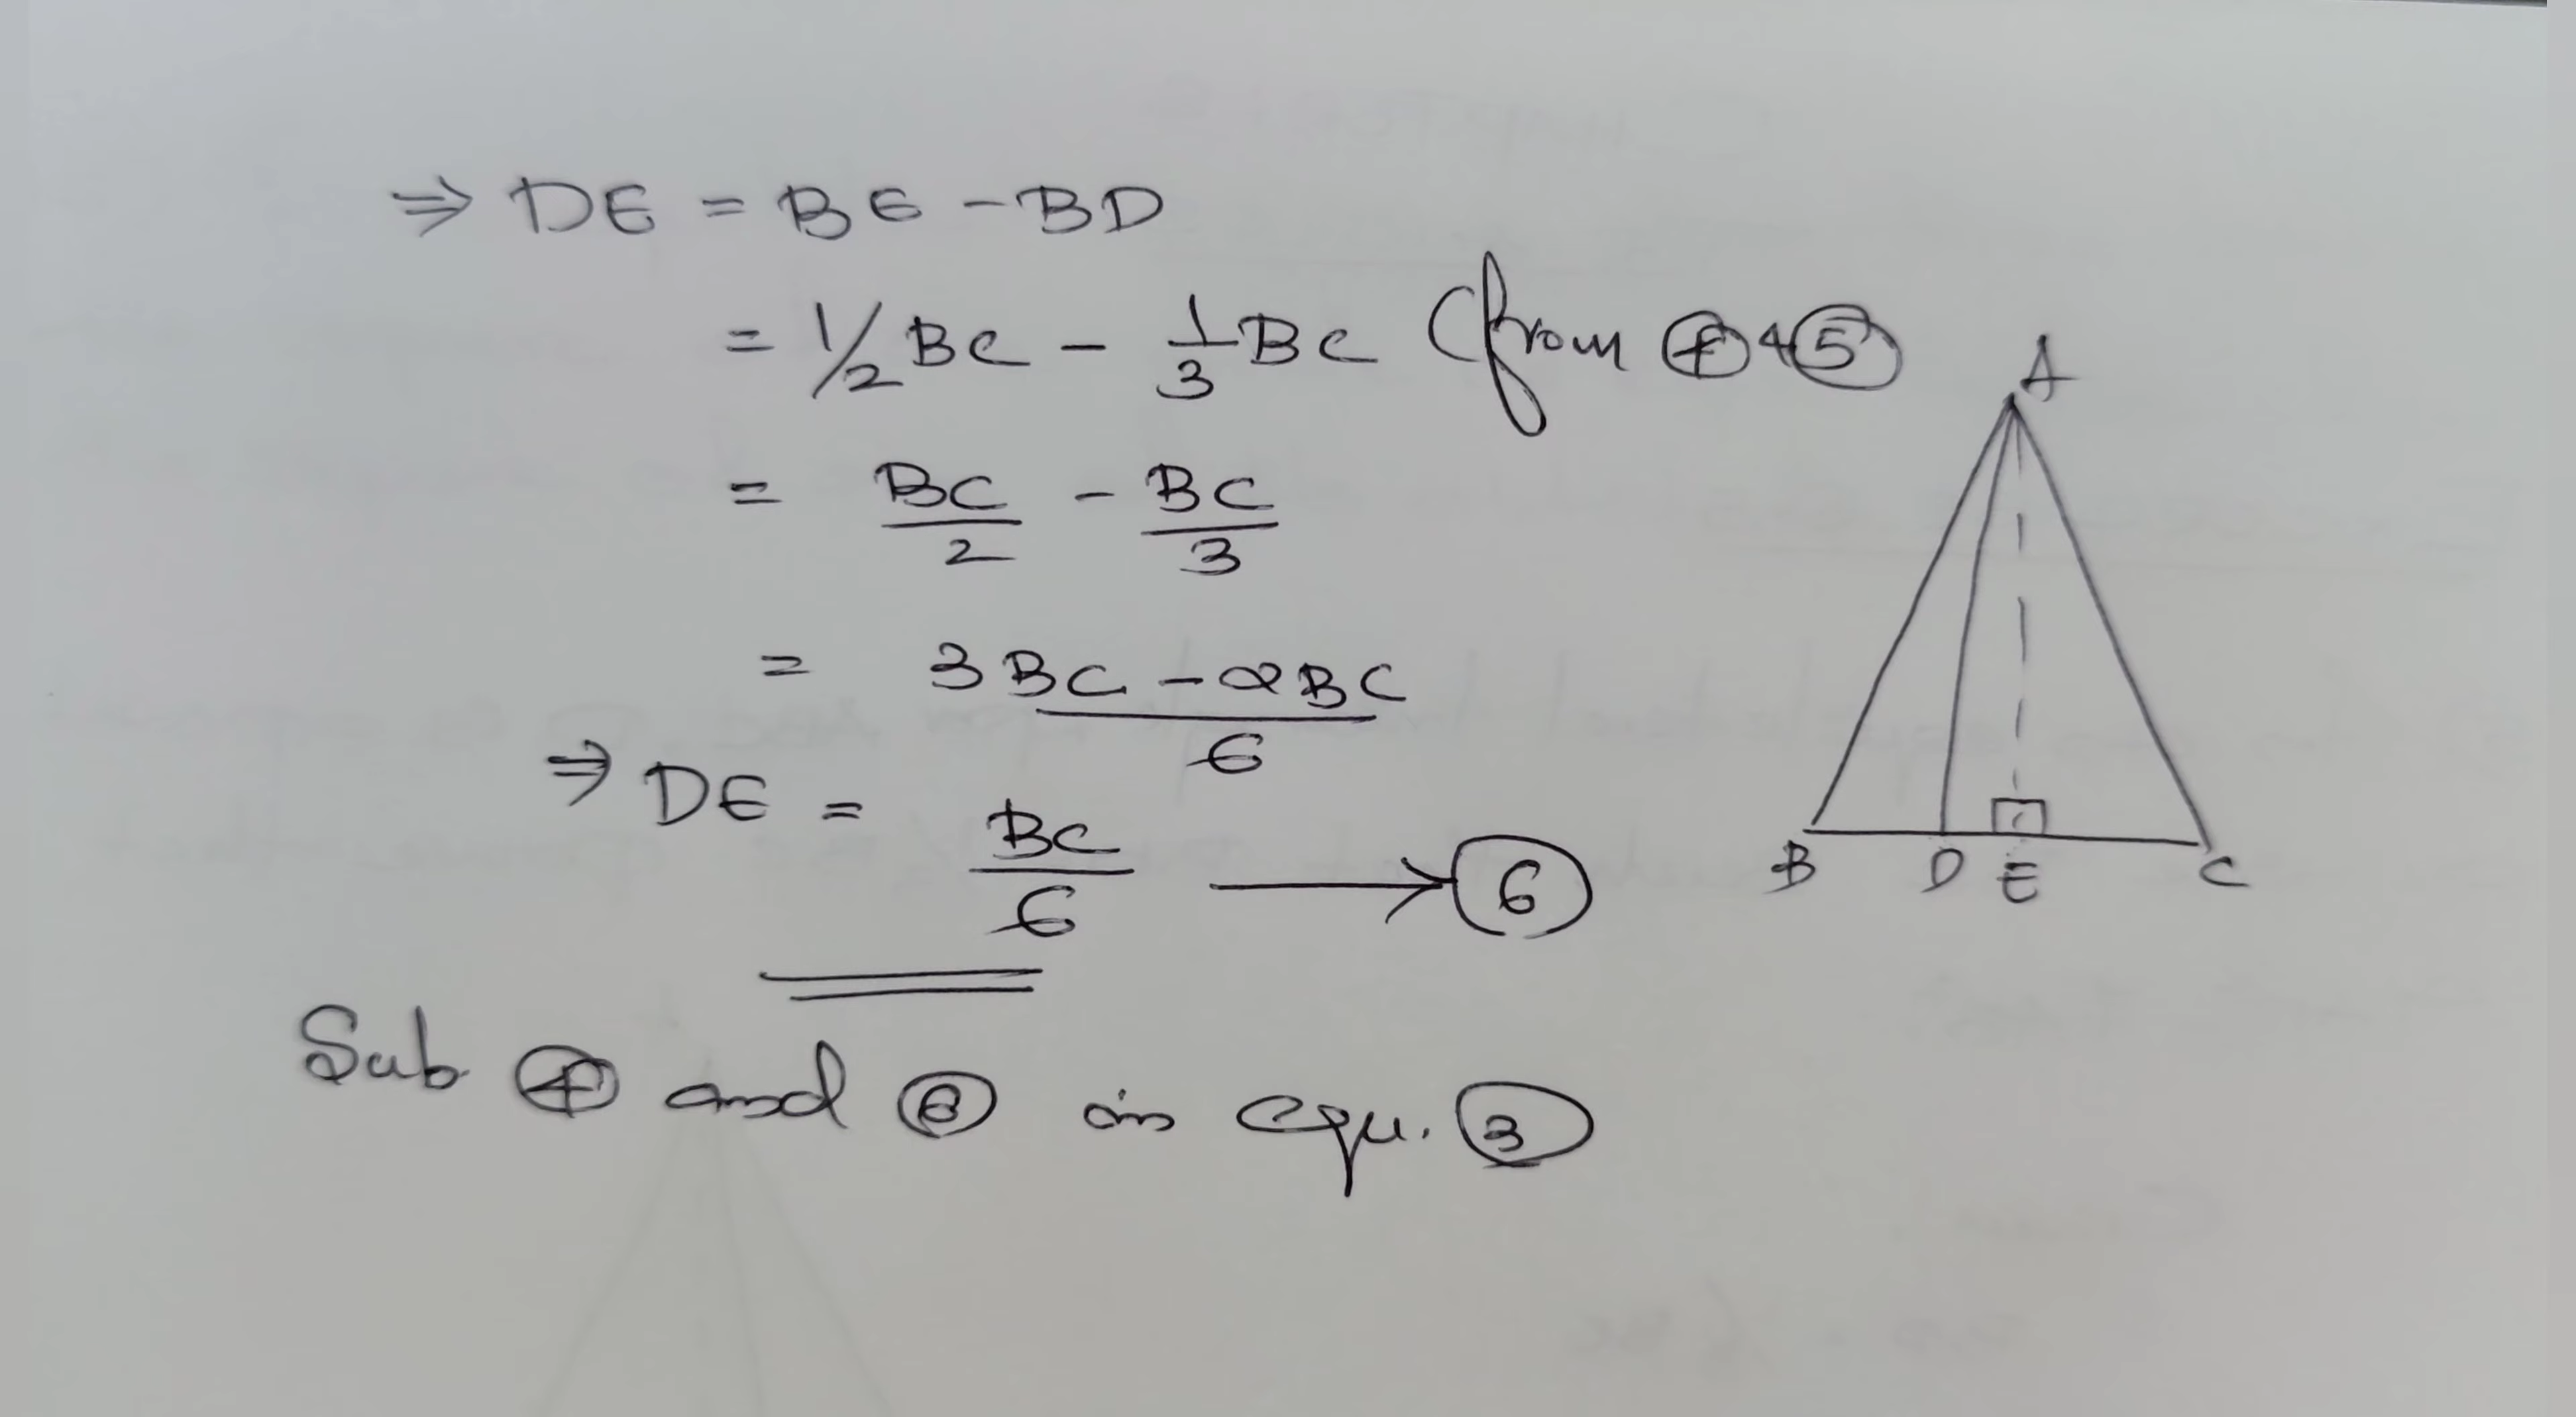 ⇒ DE = BE - BD
= 1/2 BC - 1/3 BC (from ④ & ⑤
= BC/2 - BC/3
= 3BC - 2BC/6
⇒ DE = BC/6 → ⑥
A
B D E C
Sub ④ and ⑥ in equ. ③